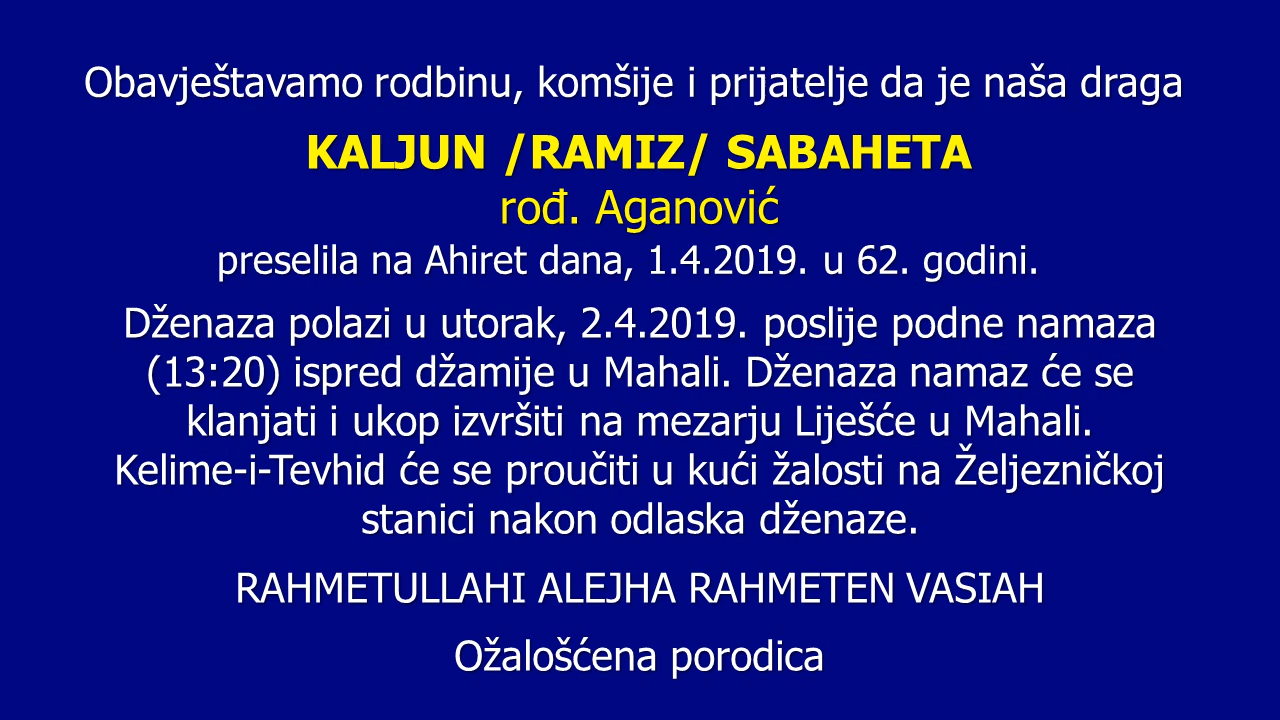 Obavještavamo rodbinu, komšije i prijatelje da je naša draga
KALJUN /RAMIZ/ SABAHETA
rođ. Aganović
preselila na Ahiret dana, 1.4.2019. u 62. godini.
Dženaza polazi u utorak, 2.4.2019. poslije podne namaza
(13:20) ispred džamije u Mahali. Dženaza namaz će se
klanjati i ukop izvršiti na mezarju Liješće u Mahali.
Kelime-i-Tevhid će se proučiti u kući žalosti na Željezničkoj
stanici nakon odlaska dženaze.
RAHMETULLAHI ALEJHA RAHMETEN VASIAH
Ožalošćena porodica